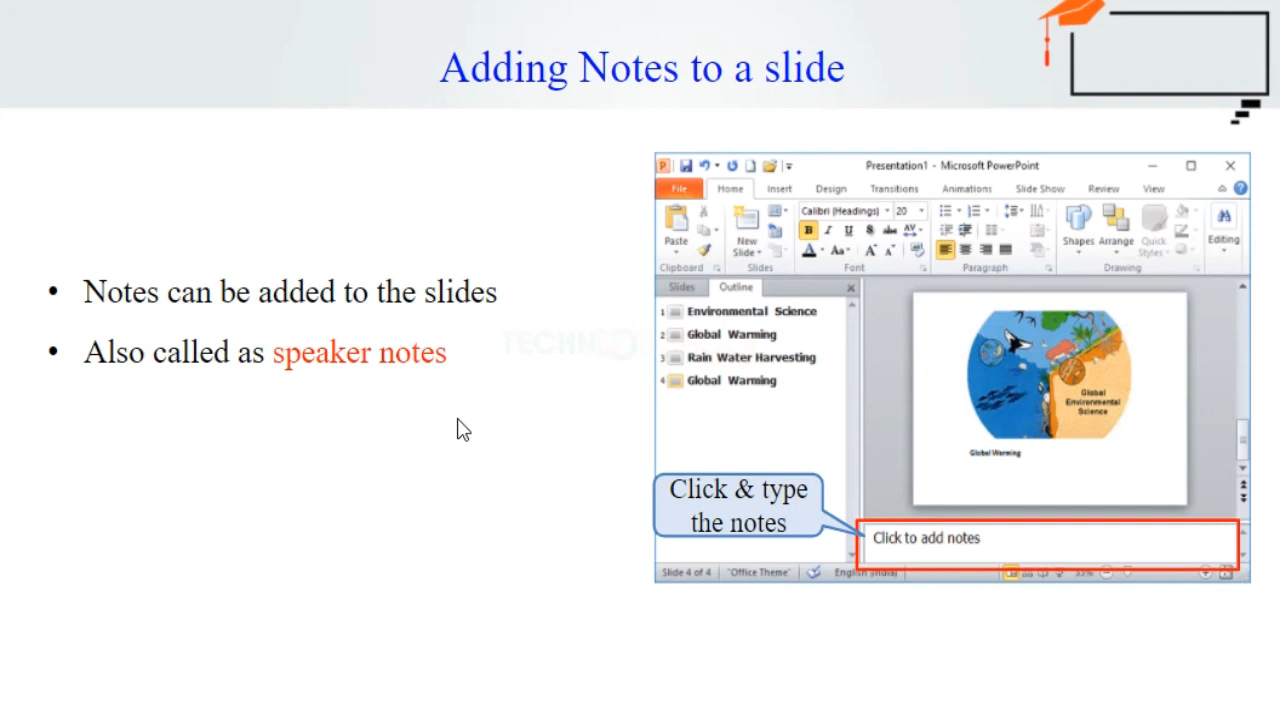 Adding Notes to a slide
• Notes can be added to the slides
• Also called as speaker notes
TECHN
Presentation1 - Microsoft PowerPoint
File Home Insert Design Transitions Animations Slide Show Review View
Calibri (Headings) 20
Paste New Slide Shapes Arrange Quick Styles Editing
Clipboard Slides Font Paragraph Drawing
Slides Outline
1 Environmental Science
2 Global Warming
3 Rain Water Harvesting
4 Global Warming
Global
Environmental
Science
Global Warming
Click & type
the notes
Click to add notes
Slide 4 of 4 "Office Theme" English (India) 33%